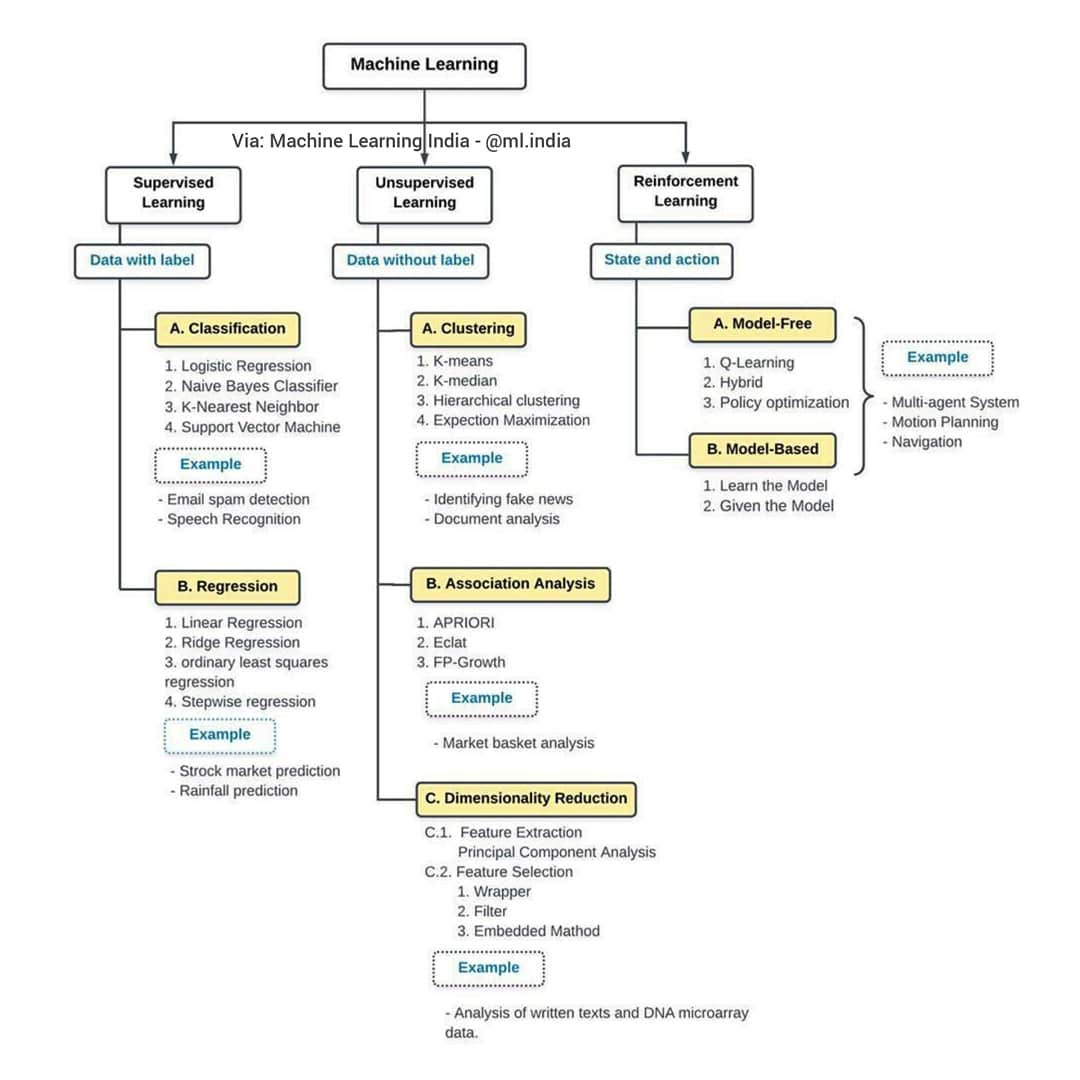 Machine Learning
Via: Machine Learning India - @ml.india
Supervised
Learning
Data with label
A. Classification
1. Logistic Regression
2. Naive Bayes Classifier
3. K-Nearest Neighbor
4. Support Vector Machine
Example
- Email spam detection
- Speech Recognition
B. Regression
1. Linear Regression
2. Ridge Regression
3. ordinary least squares
regression
4. Stepwise regression
Example
- Strock market prediction
- Rainfall prediction
Unsupervised
Learning
Data without label
A. Clustering
1. K-means
2. K-median
3. Hierarchical clustering
4. Expection Maximization
Example
- Identifying fake news
- Document analysis
B. Association Analysis
1. APRIORI
2. Eclat
3. FP-Growth
Example
- Market basket analysis
C. Dimensionality Reduction
C.1. Feature Extraction
Principal Component Analysis
C.2. Feature Selection
1. Wrapper
2. Filter
3. Embedded Mathod
Example
- Analysis of written texts and DNA microarray
data.
Reinforcement
Learning
State and action
A. Model-Free
1. Q-Learning
2. Hybrid
3. Policy optimization
B. Model-Based
1. Learn the Model
2. Given the Model
Example
- Multi-agent System
- Motion Planning
- Navigation